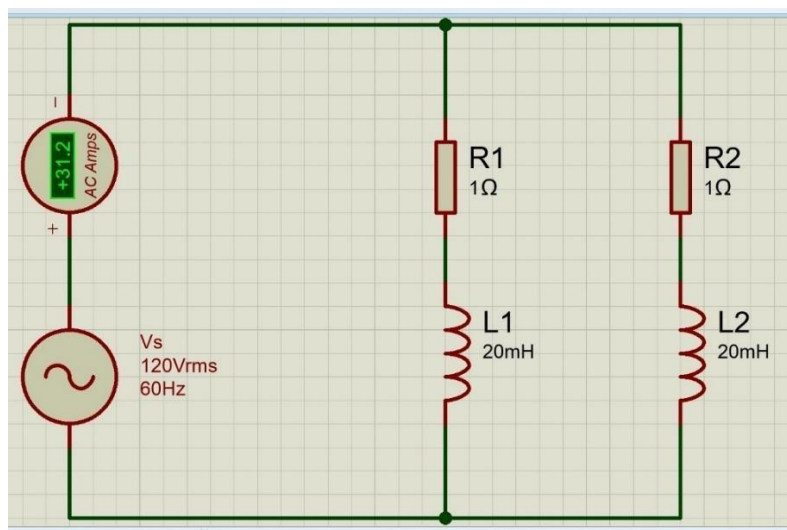 −
+31.2
AC Amps
+
Vs
120Vrms
60Hz
R1
1Ω
L1
20mH
R2
1Ω
L2
20mH